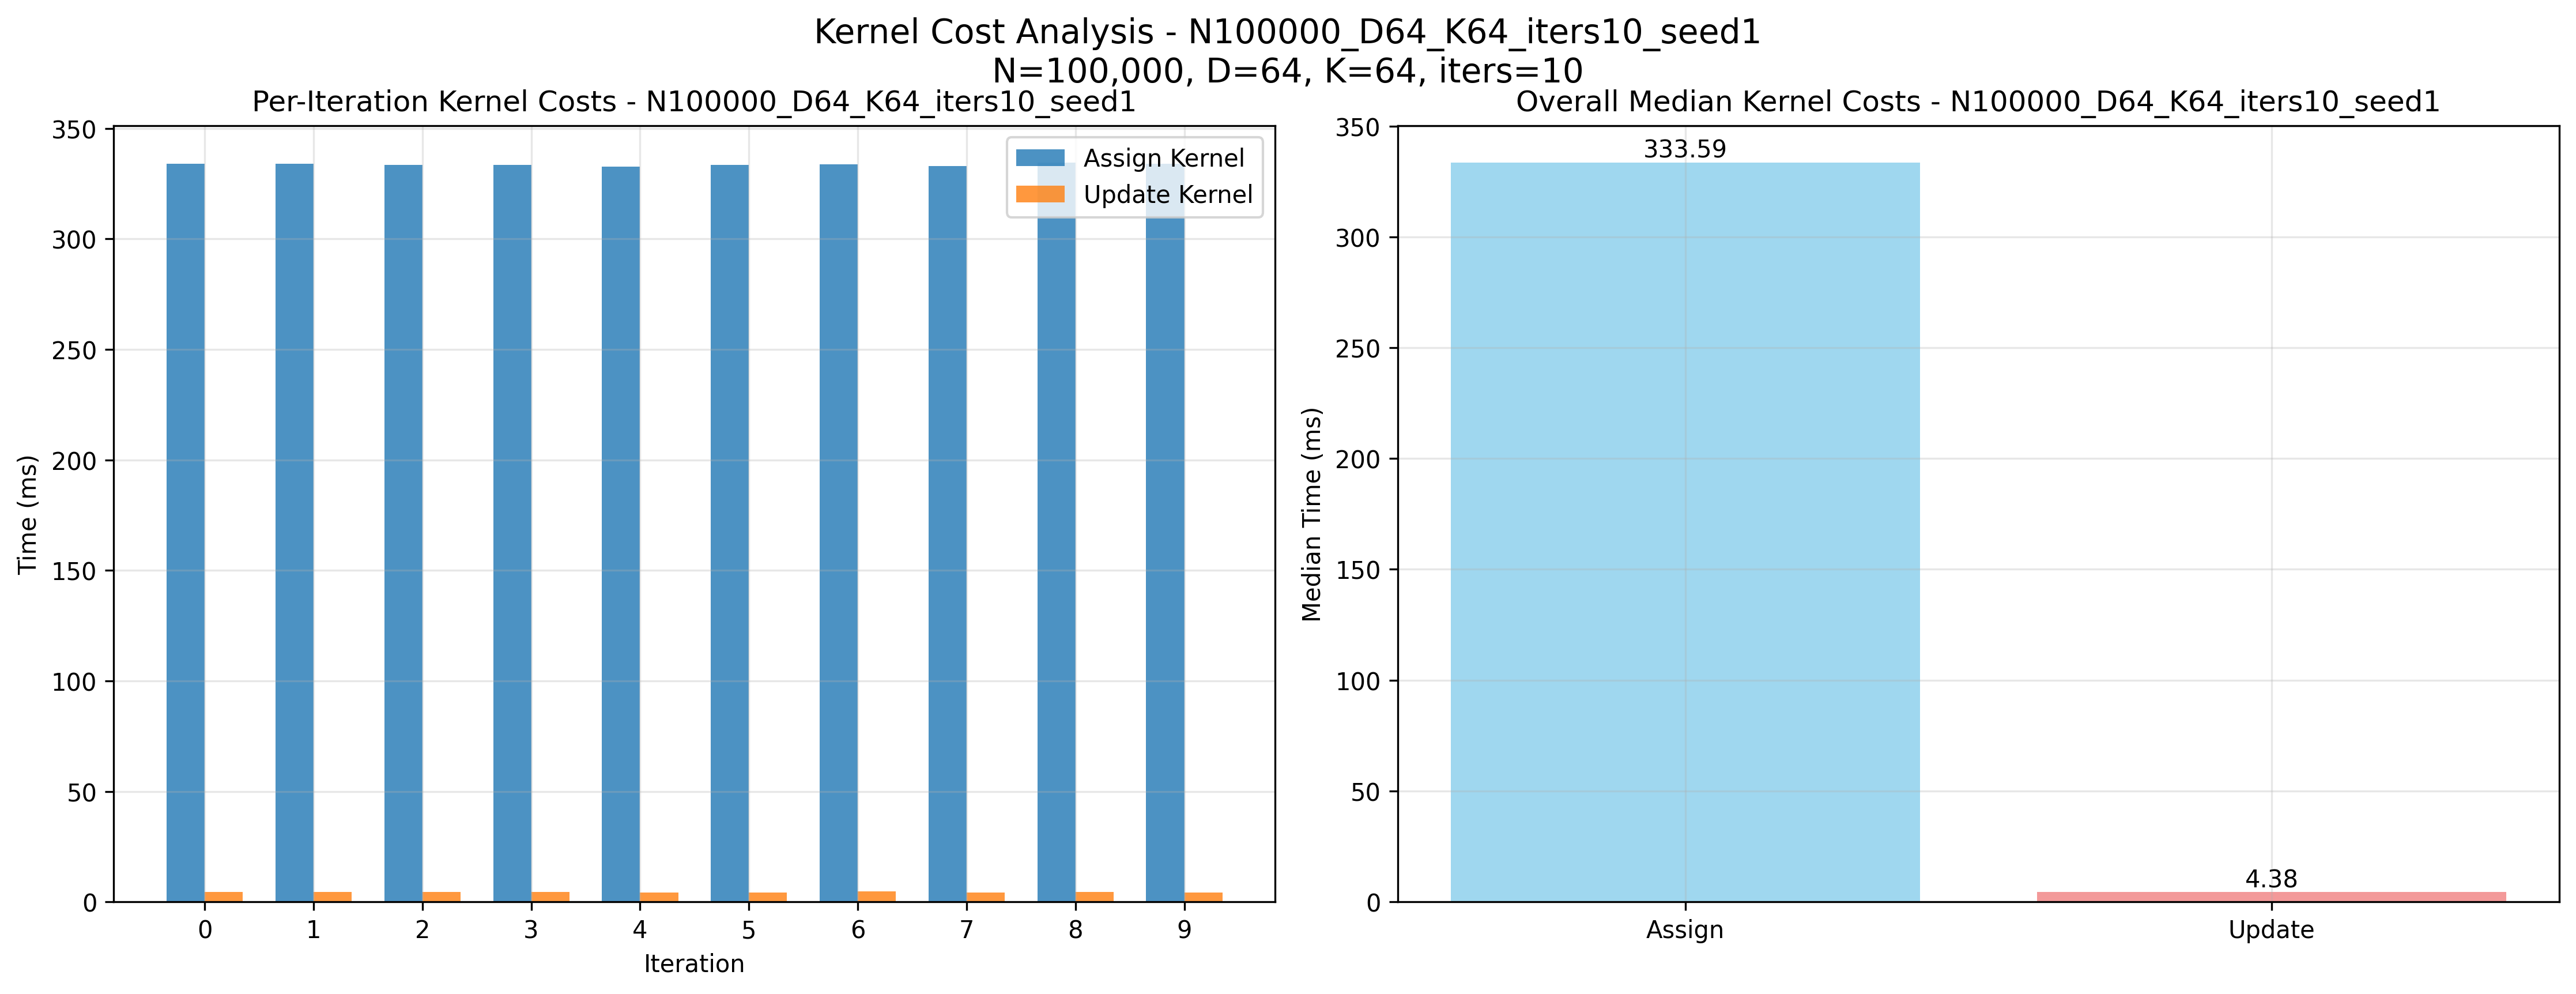 Kernel Cost Analysis - N100000_D64_K64_iters10_seed1
N=100,000, D=64, K=64, iters=10
Per-Iteration Kernel Costs - N100000_D64_K64_iters10_seed1
350
300
250
200
150
100
50
0
Time (ms)
Assign Kernel
Update Kernel
0 1 2 3 4 5 6 7 8 9
Iteration
Overall Median Kernel Costs - N100000_D64_K64_iters10_seed1
350
300
250
200
150
100
50
0
Median Time (ms)
333.59
4.38
Assign Update